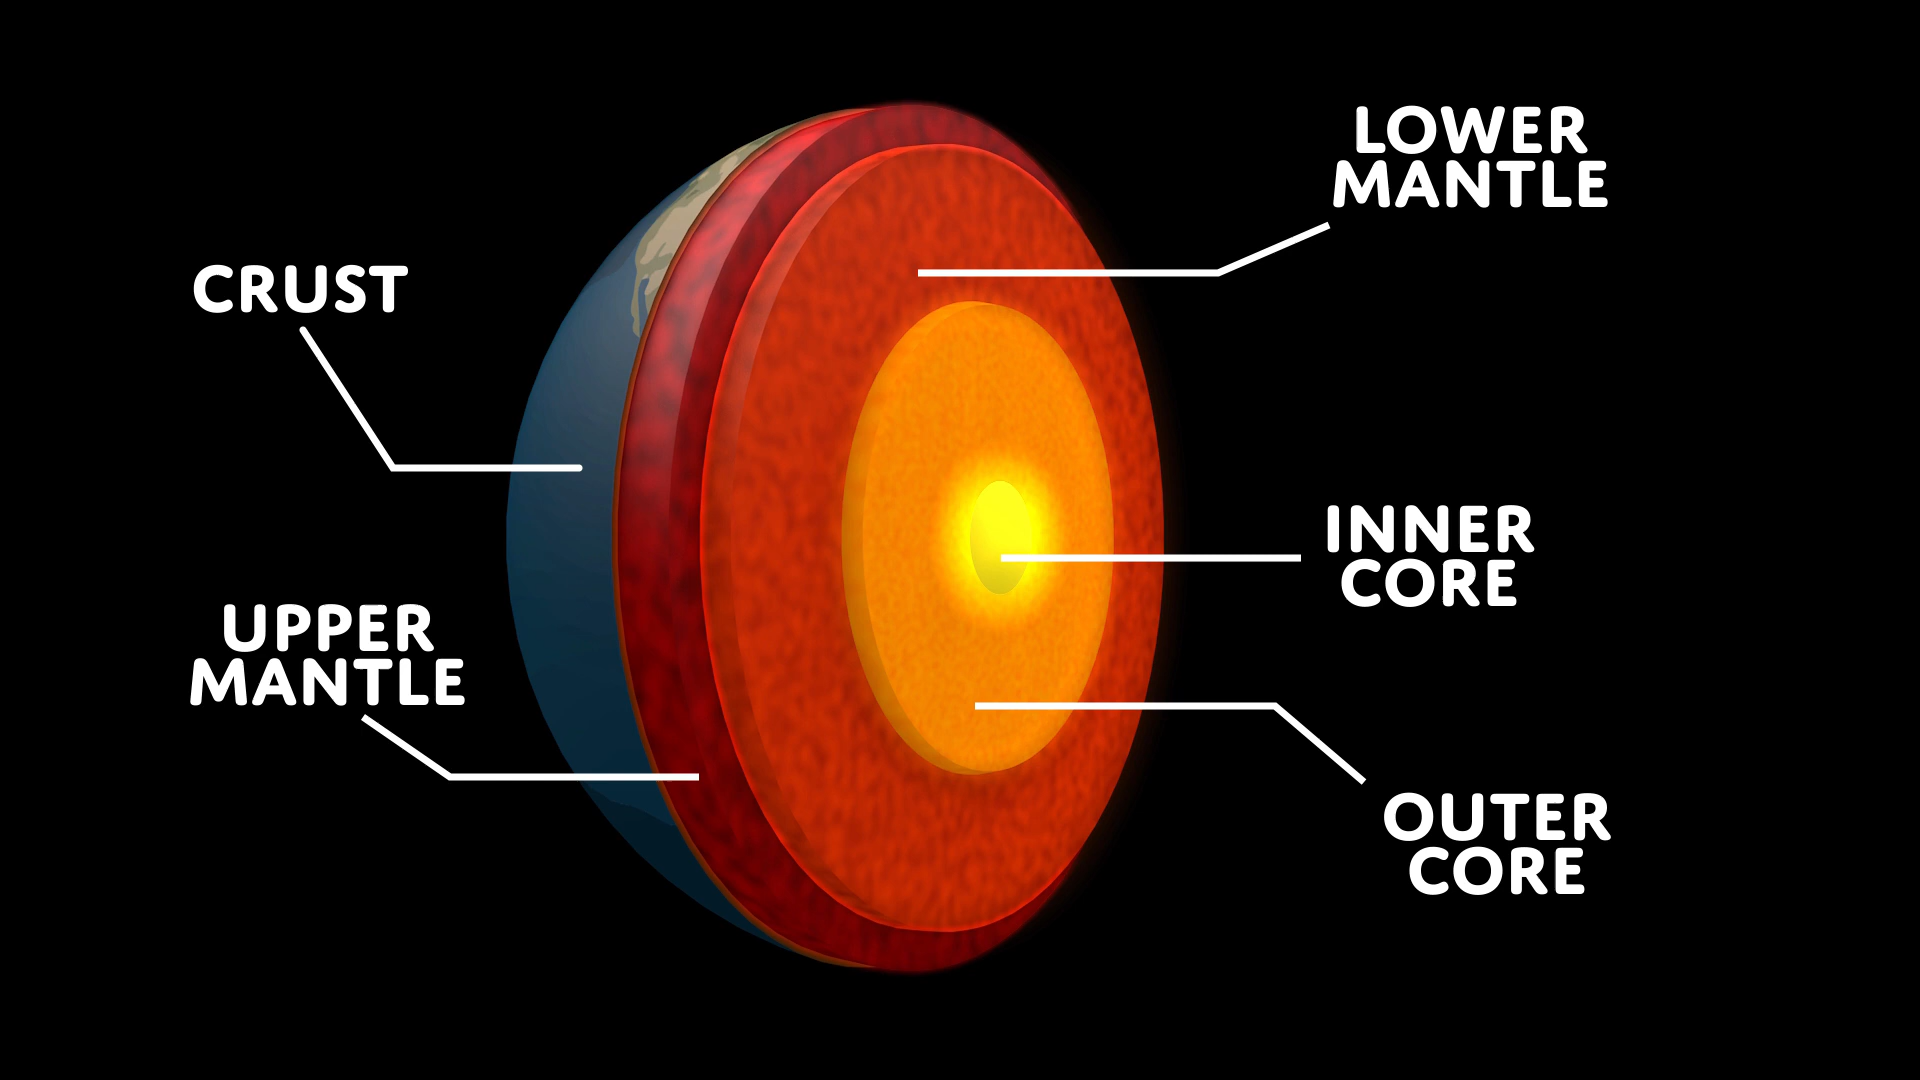 LOWER
MANTLE
CRUST
INNER
CORE
UPPER
MANTLE
OUTER
CORE